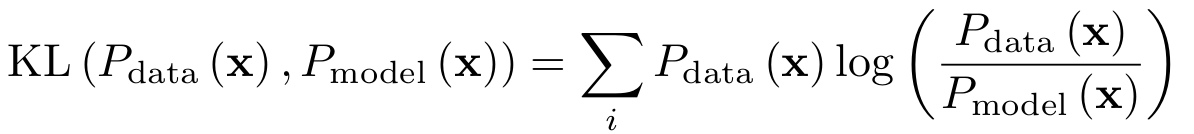 KL (P_data (x) , P_model (x)) = ∑_i P_data (x) log (P_data (x) / P_model (x))